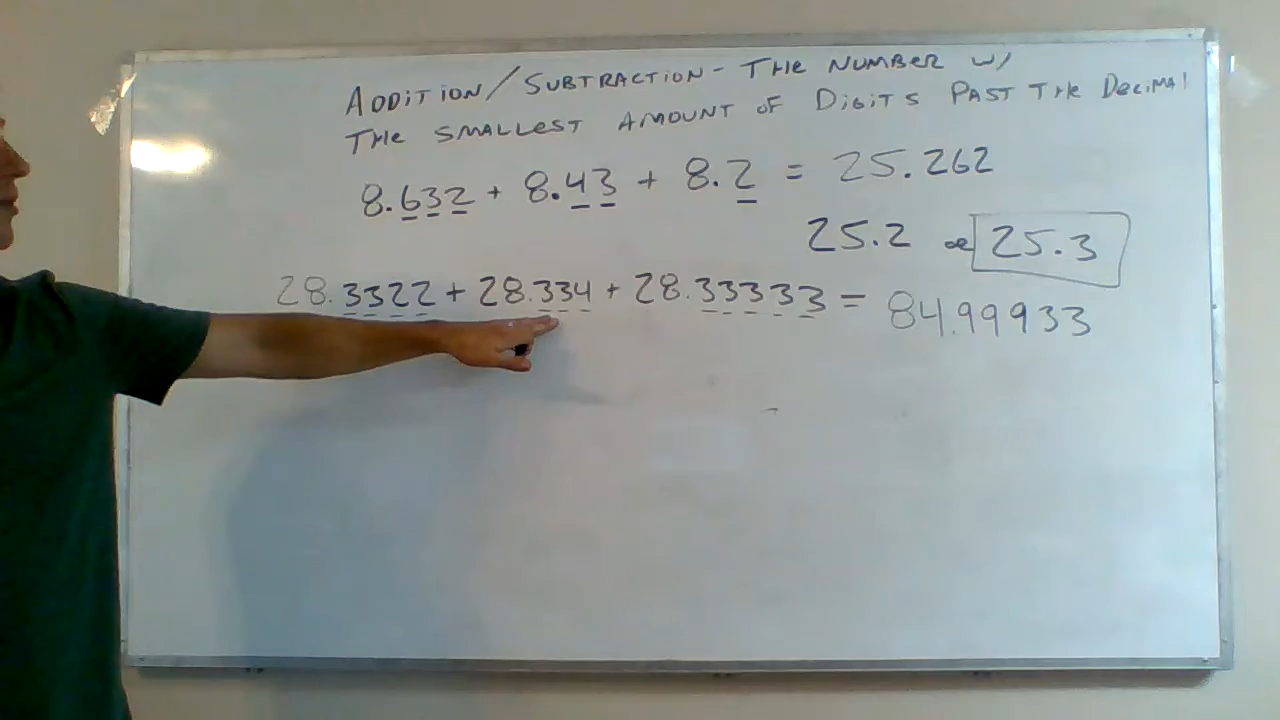 ADDITION/SUBTRACTION - THE NUMBER W/
THE SMALLEST AMOUNT OF DIGITS PAST THE DECIMAL
8.632 + 8.43 + 8.2 = 25.262
25.2 or 25.3
28.3322 + 28.334 + 28.33333 = 84.99933